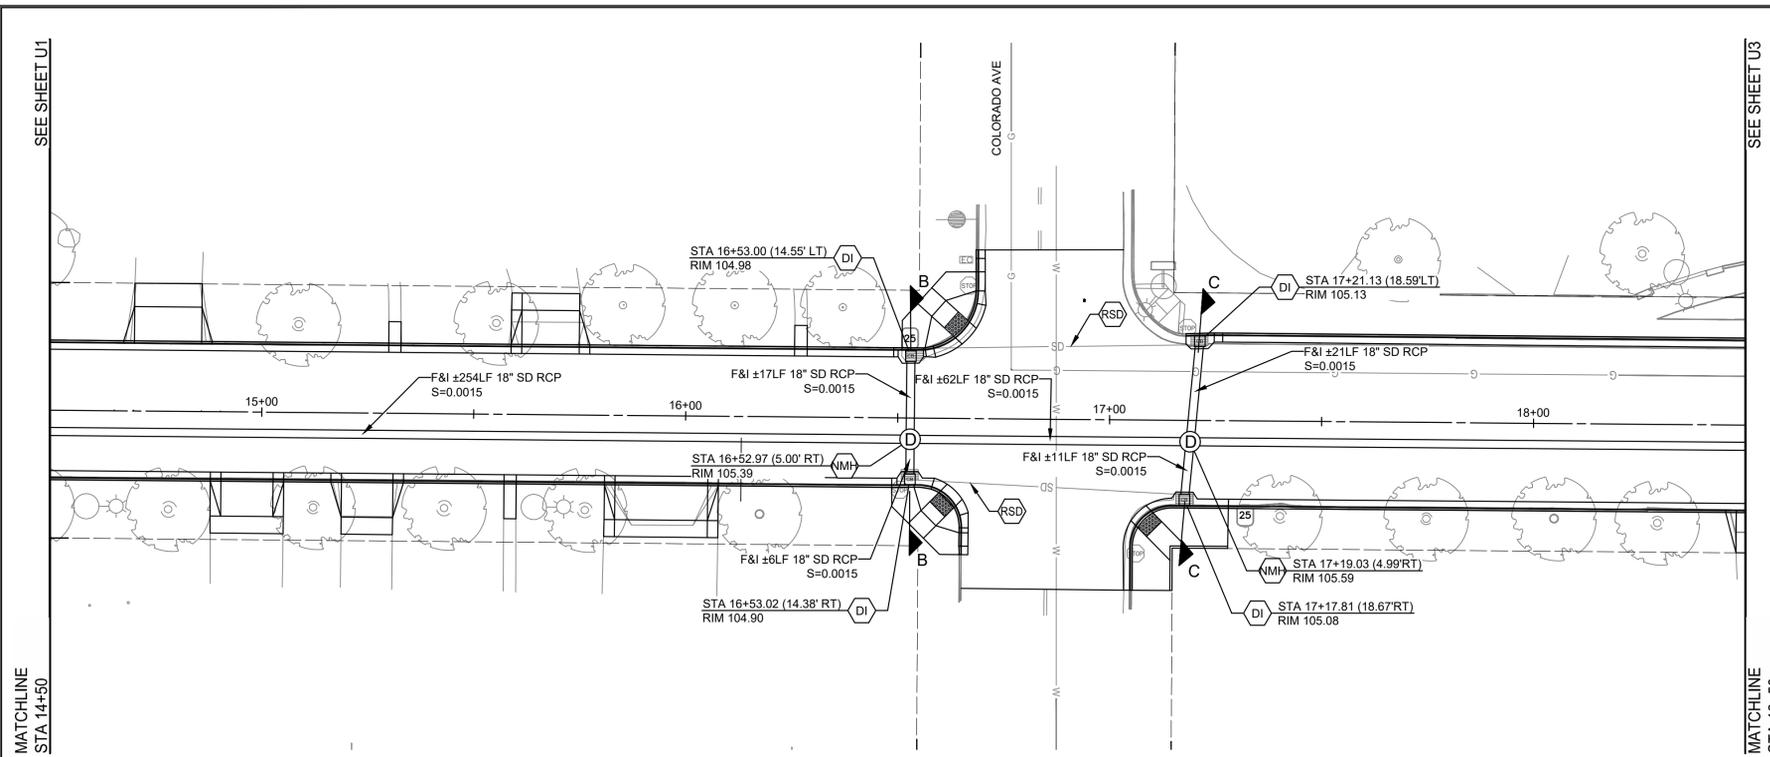 SEE SHEET U1
COLORADO AVE
SEE SHEET U3
G
G
W
STA 16+53.00 (14.55' LT)
RIM 104.98
DI
B
EC
STOP
C
DI
STA 17+21.13 (18.59'LT)
RIM 105.13
RSD
STOP
25
SD
F&I ±254LF 18" SD RCP
S=0.0015
F&I ±17LF 18" SD RCP
S=0.0015
F&I ±62LF 18" SD RCP
S=0.0015
F&I ±21LF 18" SD RCP
S=0.0015
G
G
G
G
G
W
15+00
16+00
17+00
18+00
D
D
STA 16+52.97 (5.00' RT)
RIM 105.39
NMH
F&I ±11LF 18" SD RCP
S=0.0015
SD
RSD
25
STOP
W
B
C
F&I ±6LF 18" SD RCP
S=0.0015
NMH
STA 17+19.03 (4.99'RT)
RIM 105.59
STA 16+53.02 (14.38' RT)
RIM 104.90
DI
DI
STA 17+17.81 (18.67'RT)
RIM 105.08
W
MATCHLINE
STA 14+50
MATCHLINE